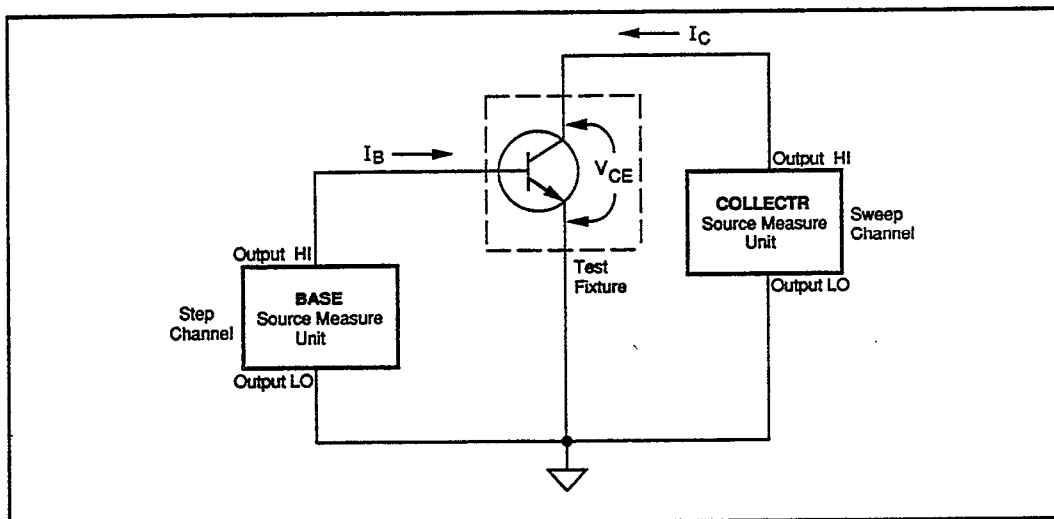 I_C
I_B
V_CE
Output HI
COLLECTR
Source Measure
Unit
Sweep
Channel
Output LO
Test
Fixture
Output HI
BASE
Source Measure
Unit
Step
Channel
Output LO